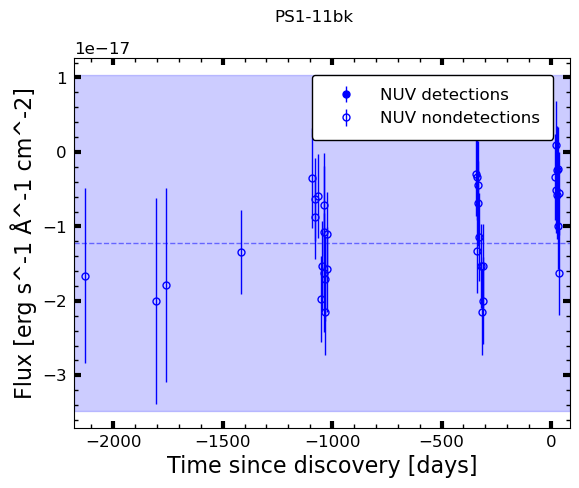 PS1-11bk
1e−17
NUV detections
NUV nondetections
1
0
−1
−2
−3
Flux [erg s^-1 Å^-1 cm^-2]
−2000
−1500
−1000
−500
0
Time since discovery [days]